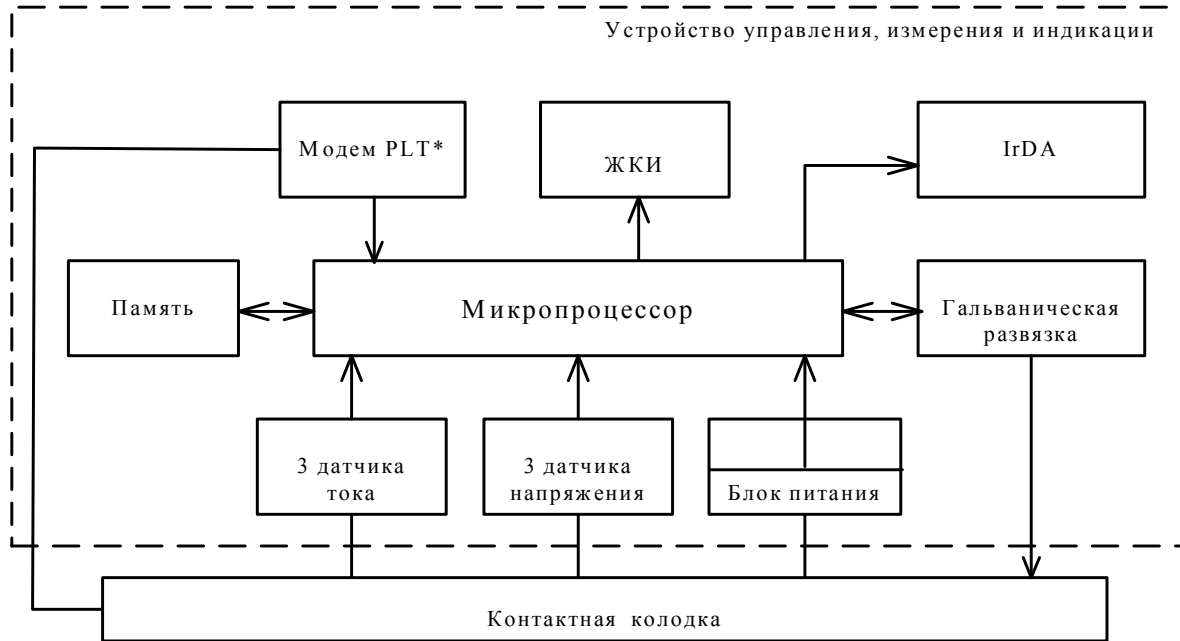 Устройство управления, измерения и индикации
Модем PLT*
ЖКИ
IrDA
Память
Микропроцессор
Гальваническая
развязка
3 датчика
тока
3 датчика
напряжения
Блок питания
Контактная колодка